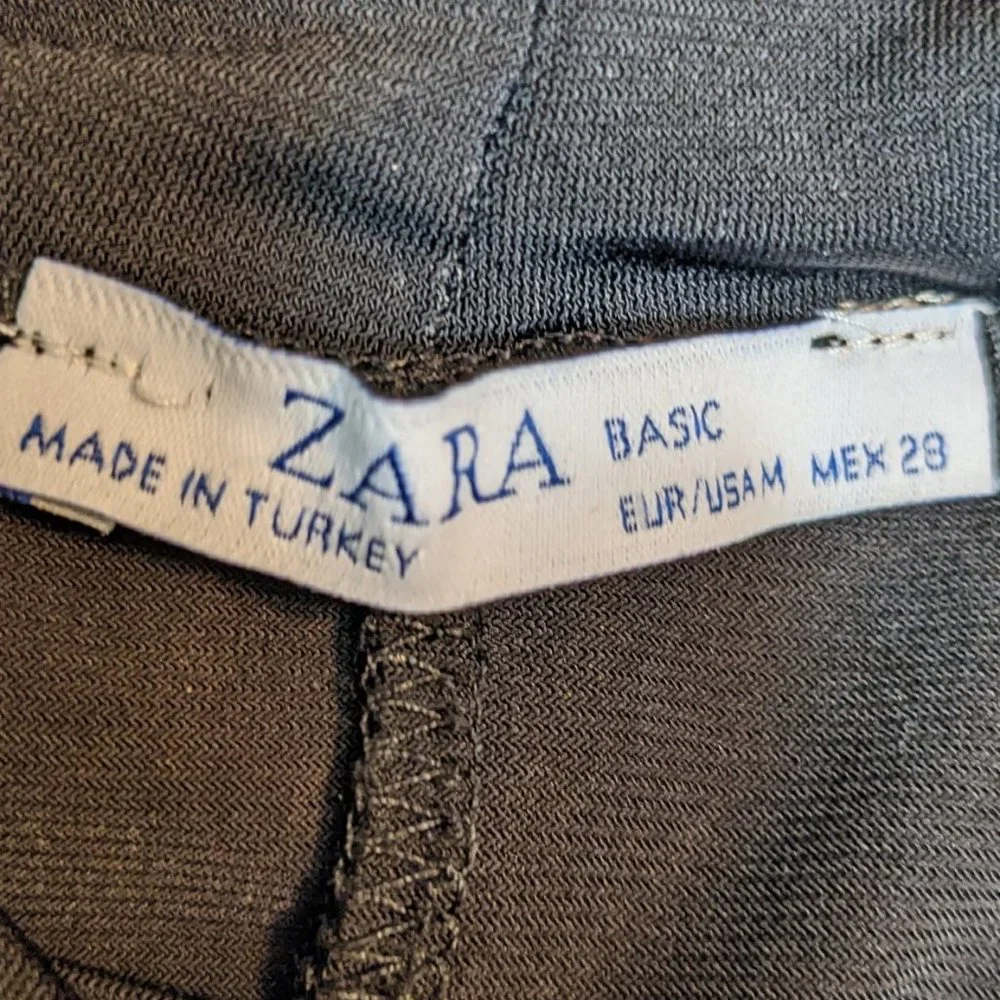 ZARA BASIC
MADE IN TURKEY EUR/USA M MEX 28